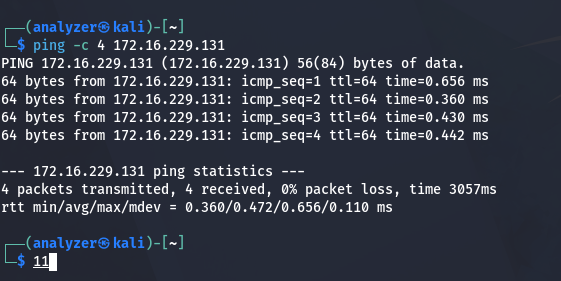 ┌──(analyzer㉿kali)-[~]
└─$ ping -c 4 172.16.229.131
PING 172.16.229.131 (172.16.229.131) 56(84) bytes of data.
64 bytes from 172.16.229.131: icmp_seq=1 ttl=64 time=0.656 ms
64 bytes from 172.16.229.131: icmp_seq=2 ttl=64 time=0.360 ms
64 bytes from 172.16.229.131: icmp_seq=3 ttl=64 time=0.430 ms
64 bytes from 172.16.229.131: icmp_seq=4 ttl=64 time=0.442 ms
--- 172.16.229.131 ping statistics ---
4 packets transmitted, 4 received, 0% packet loss, time 3057ms
rtt min/avg/max/mdev = 0.360/0.472/0.656/0.110 ms
┌──(analyzer㉿kali)-[~]
└─$ 11